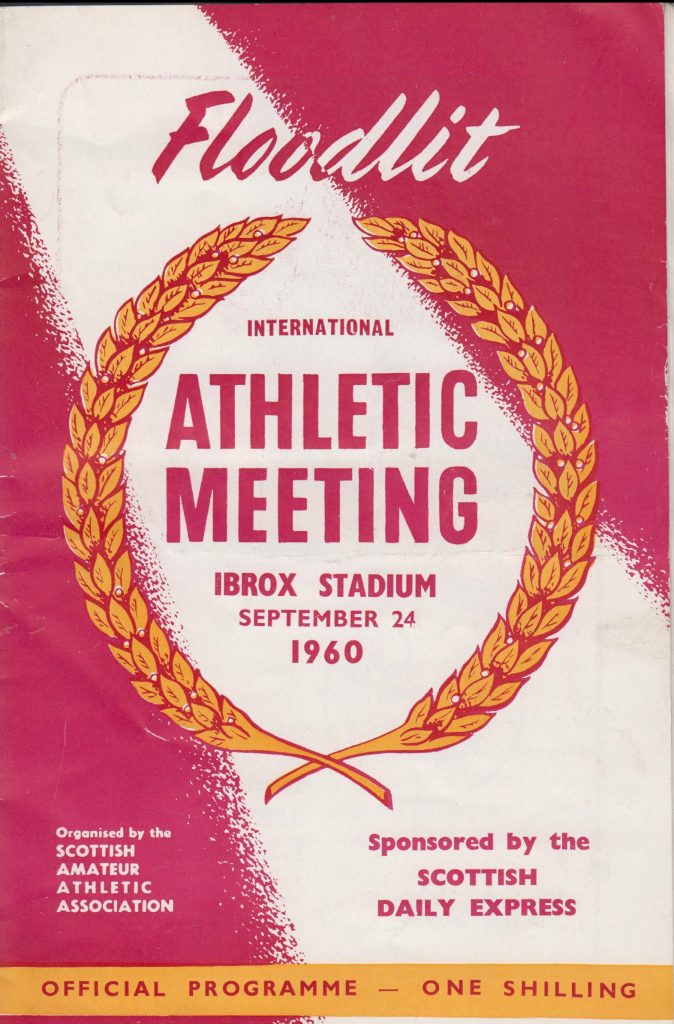 Floodlit
INTERNATIONAL
ATHLETIC
MEETING
IBROX STADIUM
SEPTEMBER 24
1960
Organised by the
SCOTTISH
AMATEUR
ATHLETIC
ASSOCIATION
Sponsored by the
SCOTTISH
DAILY EXPRESS
OFFICIAL PROGRAMME — ONE SHILLING